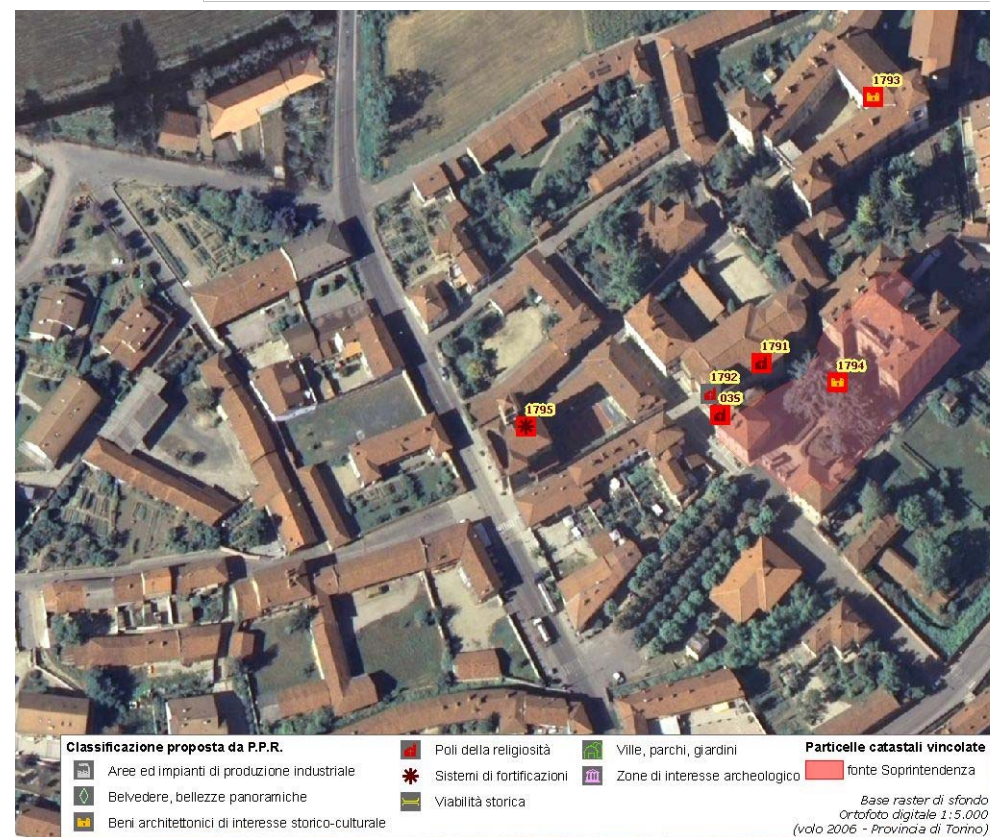 1793
1791
1794
1792
035
1795
Classificazione proposta da P.P.R.
Aree ed impianti di produzione industriale
Belvedere, bellezze panoramiche
Beni architettonici di interesse storico-culturale
Poli della religiosità
Sistemi di fortificazioni
Viabilità storica
Ville, parchi, giardini
Zone di interesse archeologico
Particelle catastali vincolate
fonte Soprintendenza
Base raster di sfondo
Ortofoto digitale 1:5.000
(volo 2006 - Provincia di Torino)